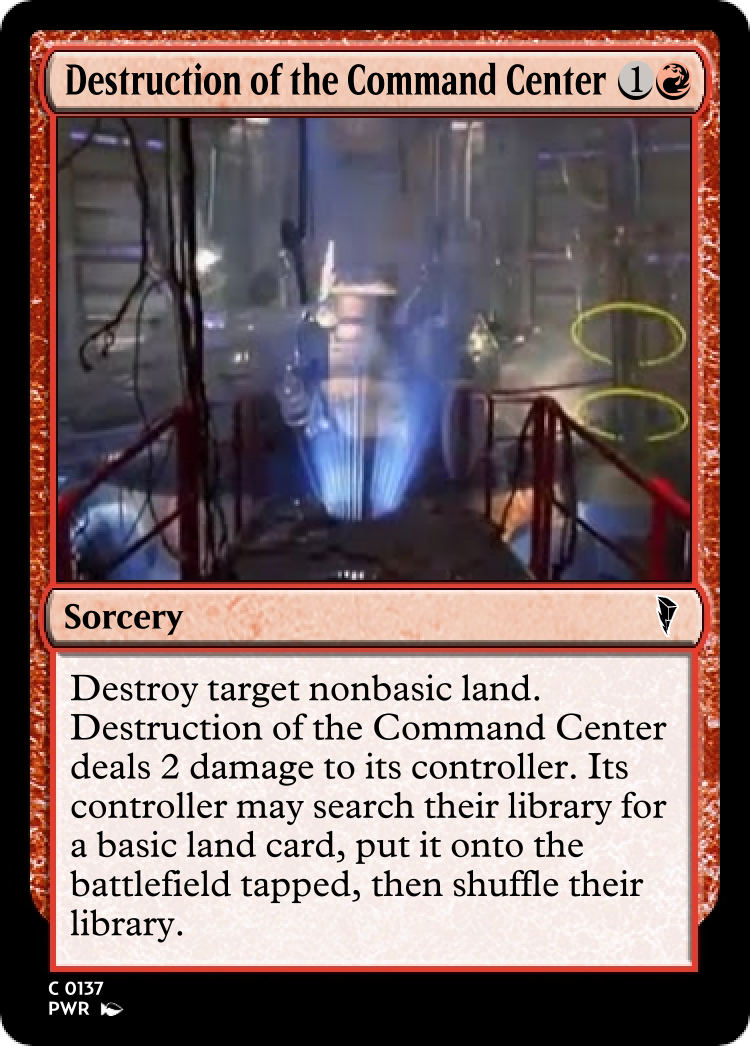 Destruction of the Command Center 1
Sorcery
Destroy target nonbasic land.
Destruction of the Command Center
deals 2 damage to its controller. Its
controller may search their library for
a basic land card, put it onto the
battlefield tapped, then shuffle their
library.
C 0137
PWR